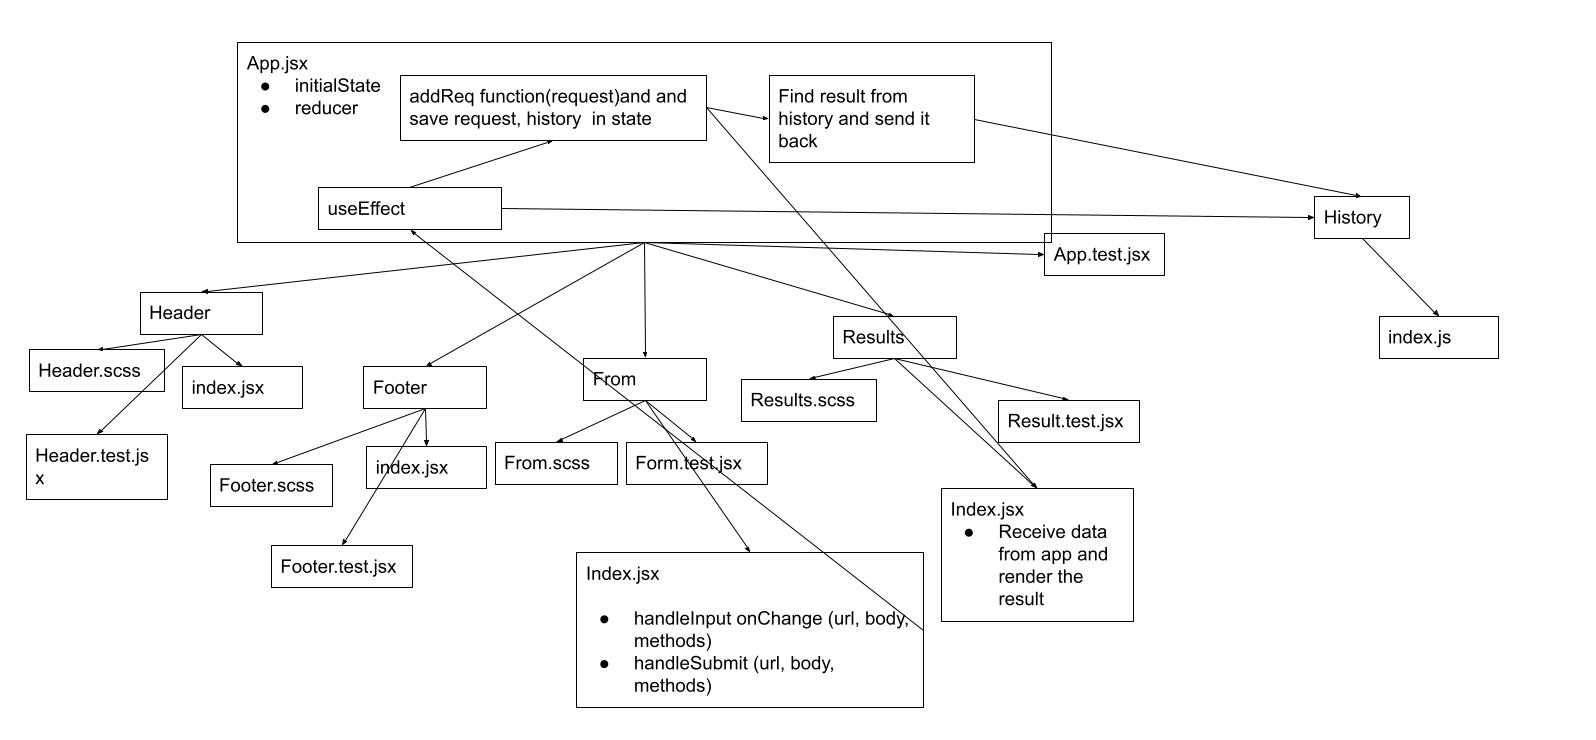 App.jsx
● initialState
● reducer
addReq function(request)and and
save request, history  in state
Find result from
history and send it
back
useEffect
History
App.test.jsx
Header
Results
index.js
Header.scss
index.jsx
Footer
From
Results.scss
Result.test.jsx
Header.test.js
x
Footer.scss
index.jsx
From.scss
Form.test.jsx
Footer.test.jsx
Index.jsx
● Receive data
from app and
render the
result
Index.jsx
● handleInput onChange (url, body,
methods)
● handleSubmit (url, body,
methods)